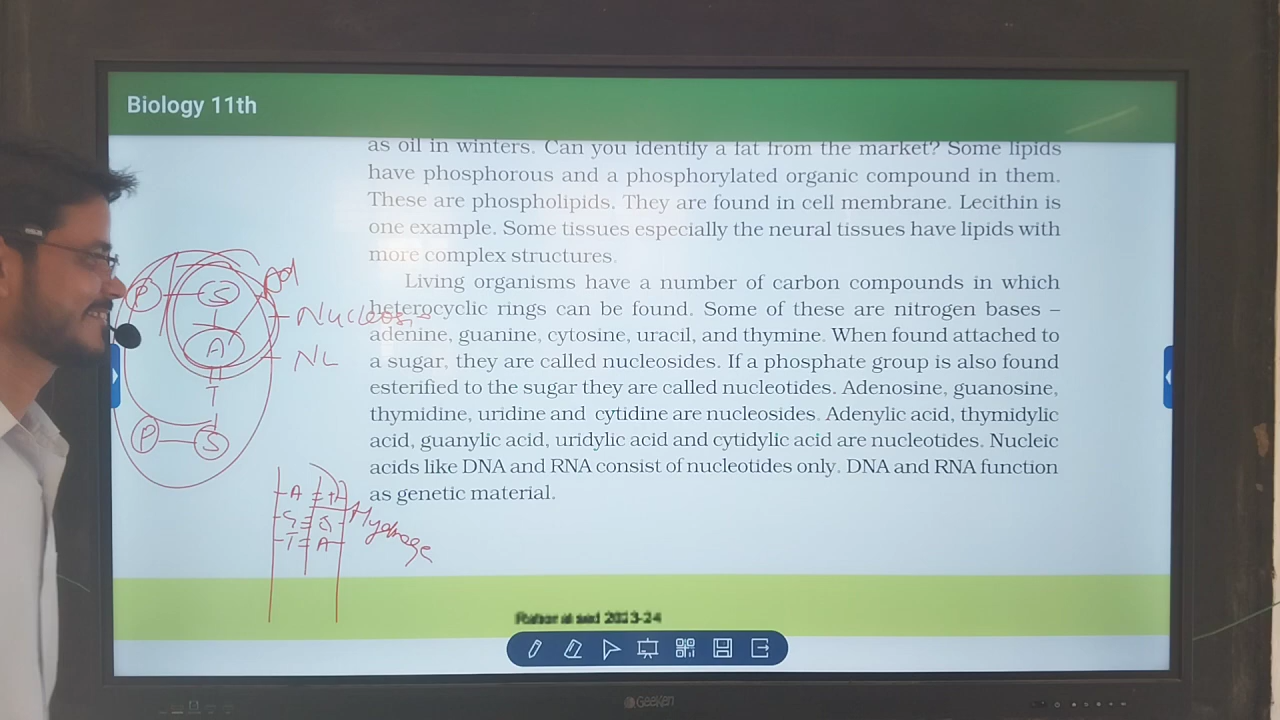 Biology 11th
as oil in winters. Can you identify a fat from the market? Some lipids
have phosphorous and a phosphorylated organic compound in them.
These are phospholipids. They are found in cell membrane. Lecithin is
one example. Some tissues especially the neural tissues have lipids with
more complex structures.
Living organisms have a number of carbon compounds in which
heterocyclic rings can be found. Some of these are nitrogen bases –
adenine, guanine, cytosine, uracil, and thymine. When found attached to
a sugar, they are called nucleosides. If a phosphate group is also found
esterified to the sugar they are called nucleotides. Adenosine, guanosine,
thymidine, uridine and cytidine are nucleosides. Adenylic acid, thymidylic
acid, guanylic acid, uridylic acid and cytidylic acid are nucleotides. Nucleic
acids like DNA and RNA consist of nucleotides only. DNA and RNA function
as genetic material.
P S
Nucleosi
A
NL
T
P S
A
T A
2023-24
GeeKen